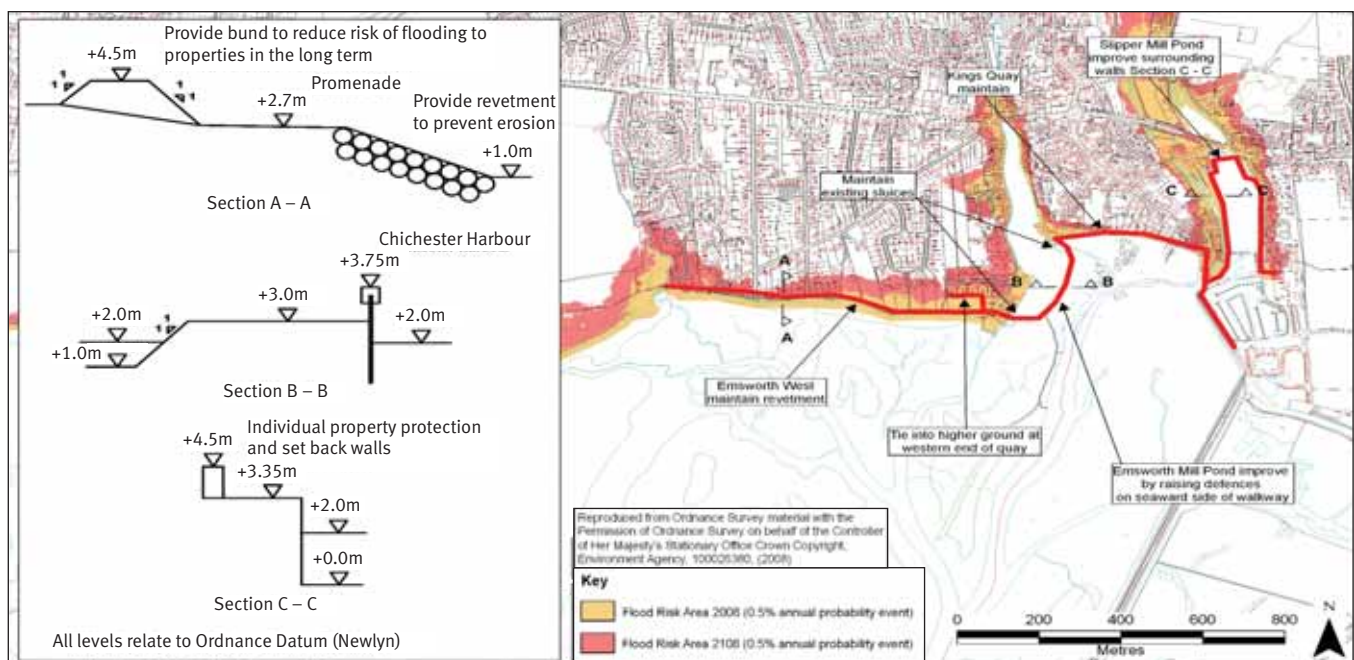 Provide bund to reduce risk of flooding to
properties in the long term
+4.5m
1
1
1
1
Promenade
+2.7m
Provide revetment
to prevent erosion
+1.0m
Section A – A
Chichester Harbour
+3.75m
+3.0m
+2.0m
1
1
+2.0m
+1.0m
Section B – B
Individual property protection
and set back walls
+4.5m
+3.35m
+2.0m
+0.0m
Section C – C
All levels relate to Ordnance Datum (Newlyn)
Slipper Mill Pond
improve surrounding
walls Section C - C
Kings Quay
maintain
Maintain
existing sluices
C
C
A
B
B
A
Emsworth West
maintain revetment
Tie into higher ground at
western end of quay
Emsworth Mill Pond improve
by raising defences
on seaward side of walkway
Reproduced from Ordnance Survey material with the
Permission of Ordnance Survey on behalf of the Controller
of Her Majesty's Stationary Office Crown Copyright,
Environment Agency, 100026380, (2008)
Key
Flood Risk Area 2008 (0.5% annual probability event)
Flood Risk Area 2108 (0.5% annual probability event)
0 200 400 600 800
Metres
N